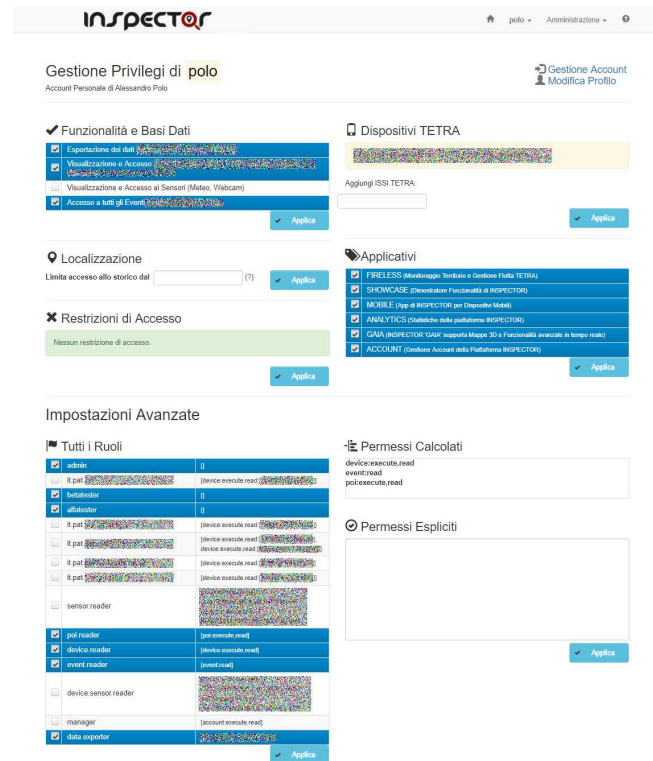 INSPECTOR
polo
Amministrazione
Gestione Privilegi di polo
Account Personale di Alessandro Polo
Gestione Account
Modifica Profilo
Funzionalità e Basi Dati
Esportazione dei dati
Visualizzazione e Accesso
Visualizzazione e Accesso ai Sensori (Meteo, Webcam)
Accesso a tutti gli Eventi
Applica
Dispositivi TETRA
Aggiungi ISSI TETRA:
Applica
Localizzazione
Limita accesso allo storico dal (?)
Applica
Restrizioni di Accesso
Nessun restrizione di accesso.
Applica
Applicativi
FIRELESS (Monitoraggio Territorio e Gestione Flotta TETRA)
SHOWCASE (Dimostratore Funzionalità di INSPECTOR)
MOBILE (App di INSPECTOR per Dispositivi Mobili)
ANALYTICS (Statistiche della piattaforma INSPECTOR)
GAIA (INSPECTOR 'GAIA' supporta Mappe 3D e Funzionalità avanzate in tempo reale)
ACCOUNT (Gestione Account della Piattaforma INSPECTOR)
Applica
Impostazioni Avanzate
Tutti i Ruoli
admin []
it.pat. [device:execute,read
betatester []
alfatester []
it.pat. [device:execute,read
it.pat. [device:execute,read
device:execute,read
it.pat. [device:execute,read
it.pat. [device:execute,read
sensor.reader
poi.reader [poi:execute,read]
device.reader [device:execute,read]
event.reader [event:read]
device.sensor.reader
manager [account:execute,read]
data.exporter
Applica
Permessi Calcolati
device:execute,read
event:read
poi:execute,read
Permessi Espliciti
Applica